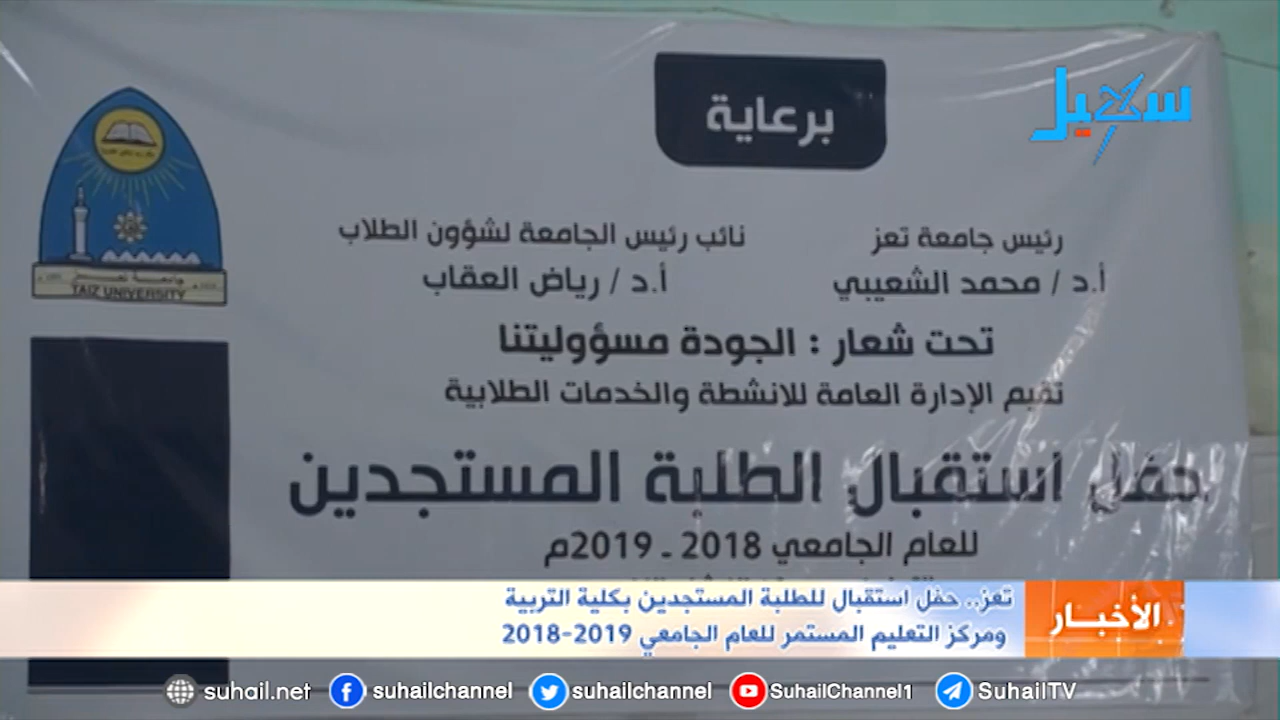 سهيل
برعاية
رئيس جامعة تعز
أ.د / محمد الشعيبي
نائب رئيس الجامعة لشؤون الطلاب
أ.د / رياض العقاب
تحت شعار : الجودة مسؤوليتنا
تقيم الإدارة العامة للانشطة والخدمات الطلابية
حفل استقبال الطلبة المستجدين
للعام الجامعي 2018 - 2019م
جامعة تعز
TAIZ UNIVERSITY
الأخبار
تعز.. حفل استقبال للطلبة المستجدين بكلية التربية
ومركز التعليم المستمر للعام الجامعي 2019-2018
suhail.net suhailchannel suhailchannel SuhailChannel1 SuhailTV